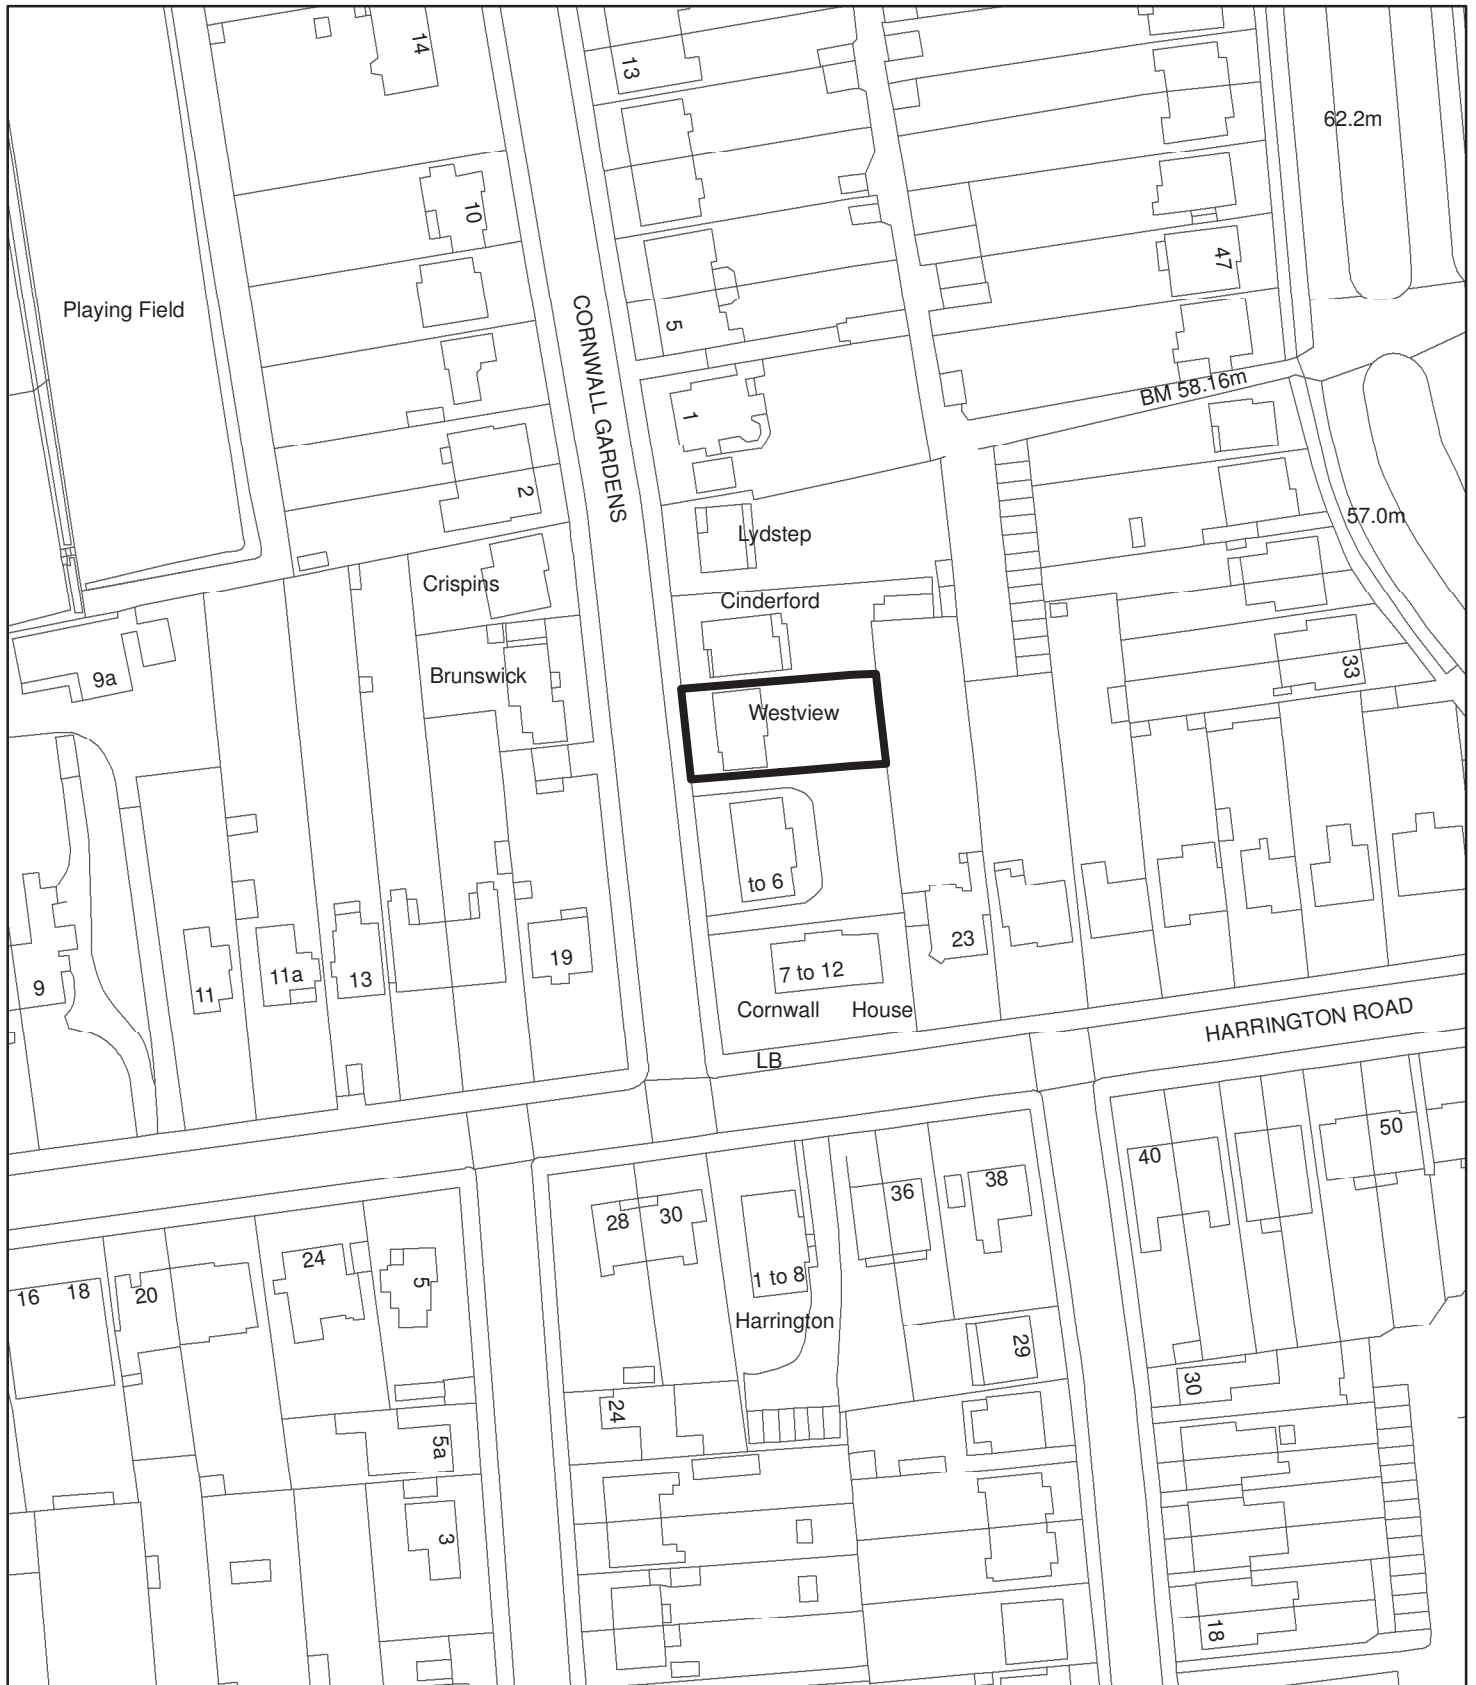 14
13
62.2m
10
47
Playing Field
CORNWALL GARDENS
5
BM 58.16m
1
2
57.0m
Lydstep
Crispins
Cinderford
9a
Brunswick
33
Westview
to 6
23
19
11a
13
7 to 12
9
11
Cornwall House
HARRINGTON ROAD
LB
50
40
36
38
28
30
24
5
1 to 8
16
18
20
Harrington
29
30
24
5a
3
18